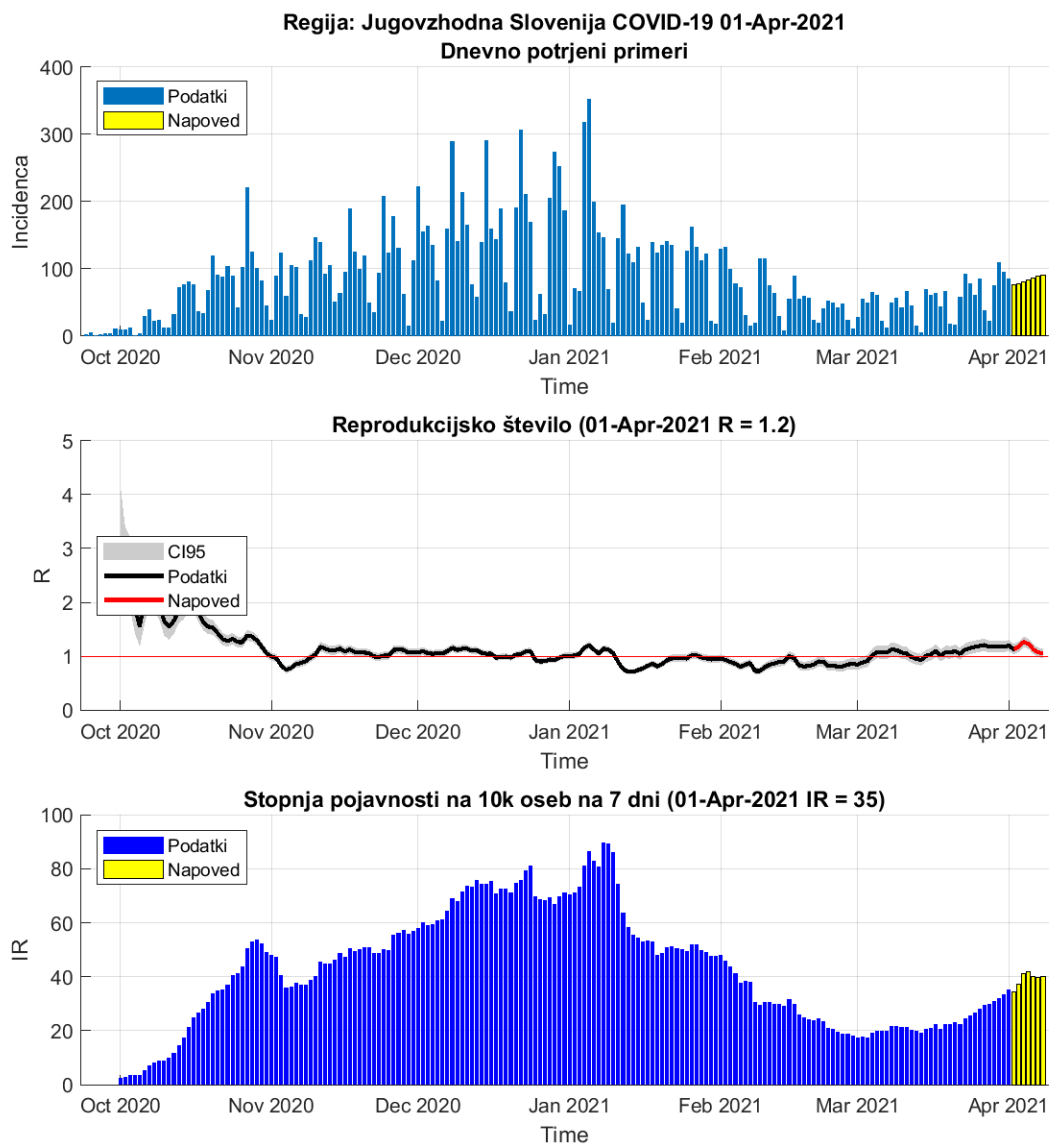 Regija: Jugovzhodna Slovenija COVID-19 01-Apr-2021
Dnevno potrjeni primeri
400
300
200
100
0
Incidenca
Podatki
Napoved
Oct 2020 Nov 2020 Dec 2020 Jan 2021 Feb 2021 Mar 2021 Apr 2021
Time
Reprodukcijsko število (01-Apr-2021 R = 1.2)
5
4
3
2
1
0
R
CI95
Podatki
Napoved
Oct 2020 Nov 2020 Dec 2020 Jan 2021 Feb 2021 Mar 2021 Apr 2021
Time
Stopnja pojavnosti na 10k oseb na 7 dni (01-Apr-2021 IR = 35)
100
80
60
40
20
0
IR
Podatki
Napoved
Oct 2020 Nov 2020 Dec 2020 Jan 2021 Feb 2021 Mar 2021 Apr 2021
Time